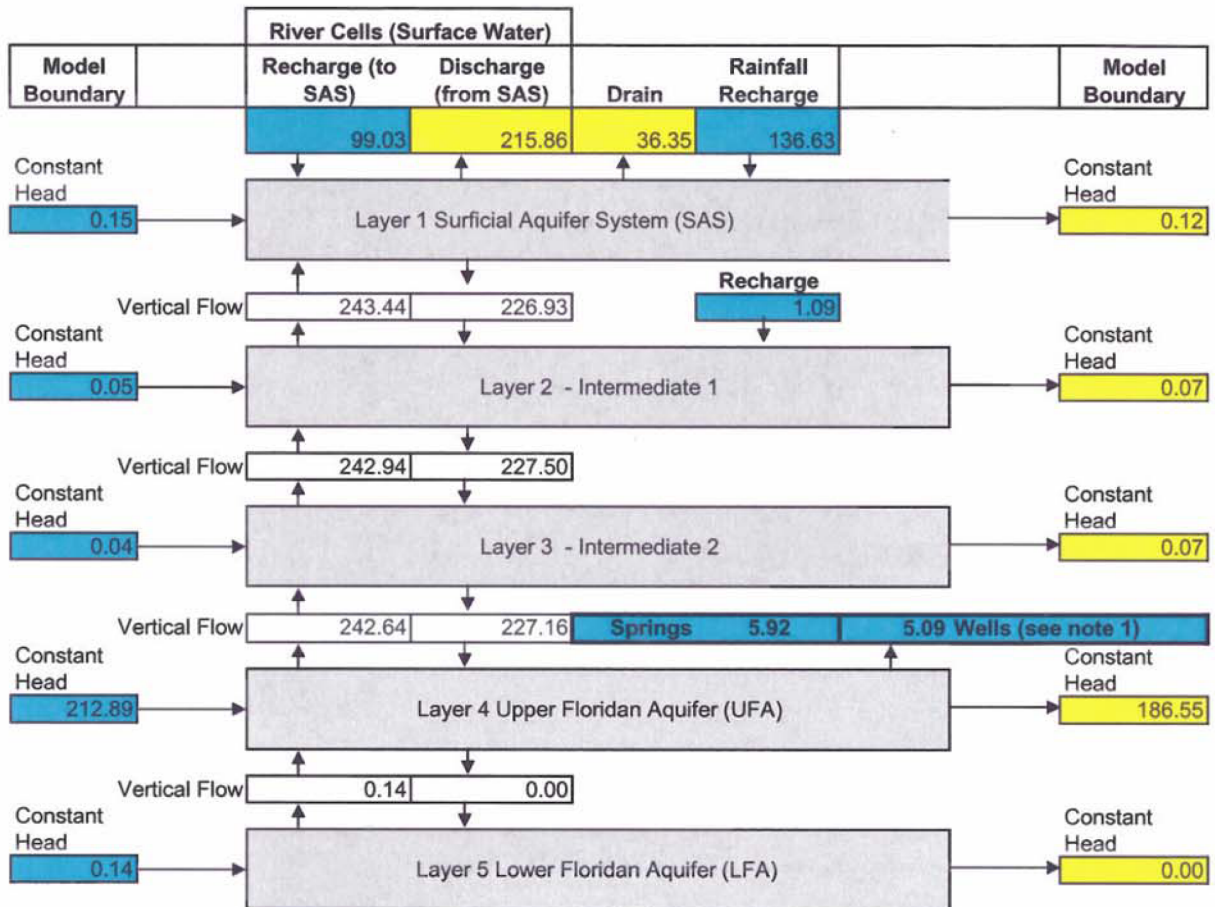 River Cells (Surface Water)
Model Boundary Recharge (to SAS) Discharge (from SAS) Drain Rainfall Recharge Model Boundary
99.03 215.86 36.35 136.63
Constant Head Constant Head
0.15 Layer 1 Surficial Aquifer System (SAS) 0.12
Recharge
Vertical Flow 243.44 226.93 1.09
Constant Head Constant Head
0.05 Layer 2 - Intermediate 1 0.07
Vertical Flow 242.94 227.50
Constant Head Constant Head
0.04 Layer 3 - Intermediate 2 0.07
Vertical Flow 242.64 227.16 Springs 5.92 5.09 Wells (see note 1)
Constant Head Constant Head
212.89 Layer 4 Upper Floridan Aquifer (UFA) 186.55
Vertical Flow 0.14 0.00
Constant Head Constant Head
0.14 Layer 5 Lower Floridan Aquifer (LFA) 0.00